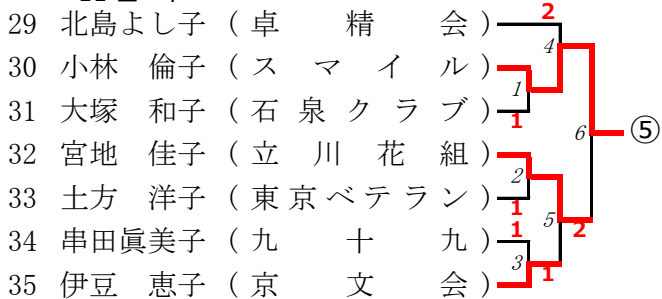 29 北島よし子 (卓精会) 2
4
30 小林 倫子 (スマイル)
1
31 大塚 和子 (石泉クラブ) 1
6 ⑤
32 宮地 佳子 (立川花組)
2
33 土方 洋子 (東京ベテラン) 1
5 2
34 串田眞美子 (九十九) 1
3 1
35 伊豆 恵子 (京文会)